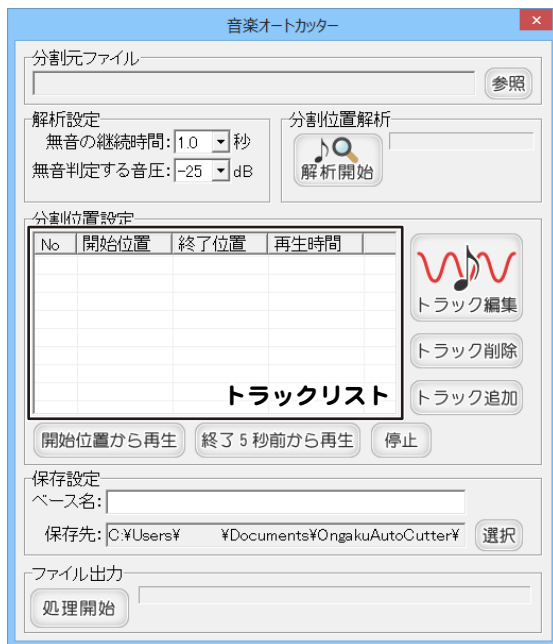 音楽オートカッター
分割元ファイル
参照
解析設定
無音の継続時間: 1.0 秒
無音判定する音圧: -25 dB
分割位置解析
解析開始
分割位置設定
No 開始位置 終了位置 再生時間
トラックリスト
トラック編集
トラック削除
トラック追加
開始位置から再生 終了5秒前から再生 停止
保存設定
ベース名:
保存先: C:¥Users¥ ¥Documents¥OngakuAutoCutter¥ 選択
ファイル出力
処理開始